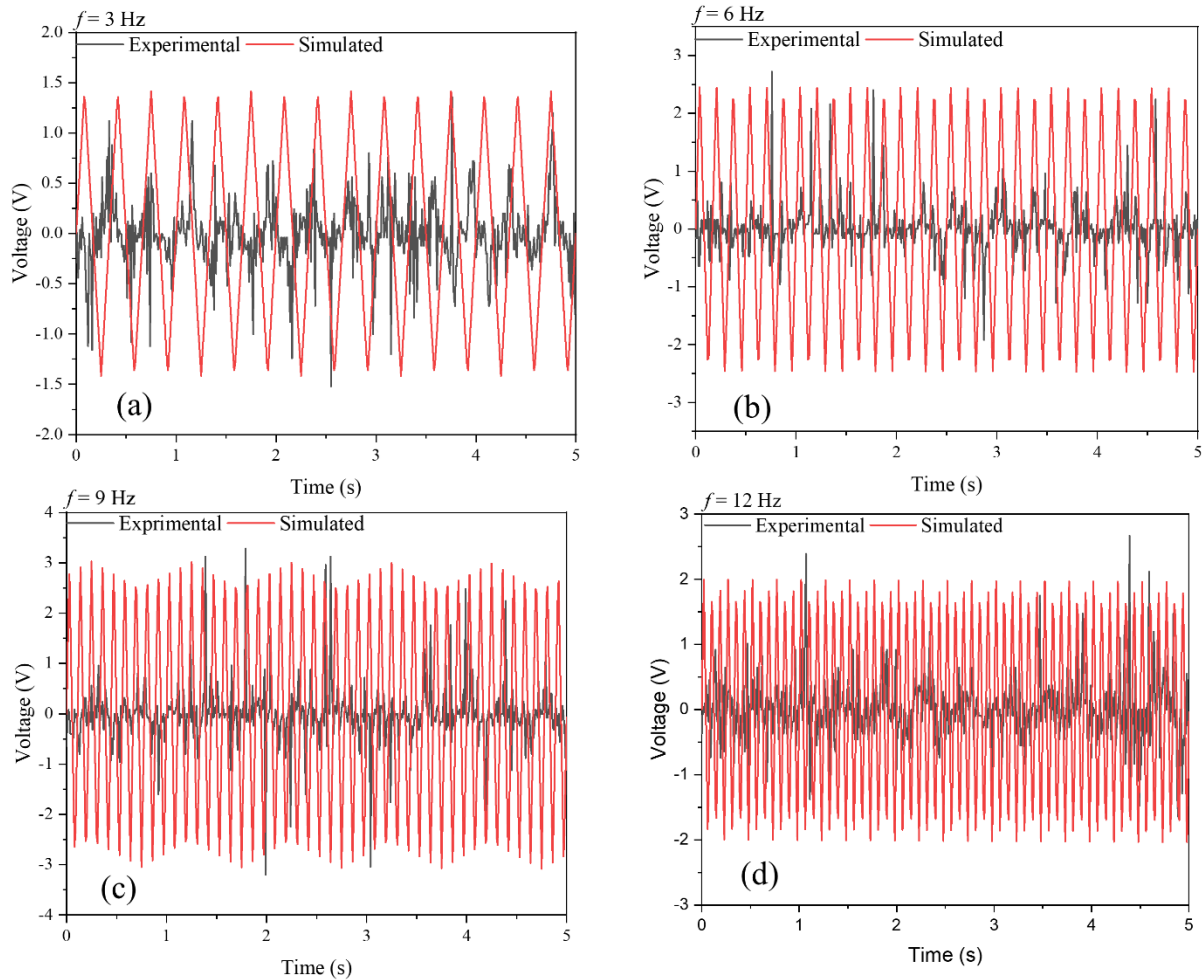 f = 3 Hz
Experimental Simulated
2.0
1.5
1.0
0.5
0.0
-0.5
-1.0
-1.5
-2.0
Voltage (V)
(a)
0 1 2 3 4 5
Time (s)
f = 6 Hz
Experimental Simulated
3
2
1
0
-1
-2
-3
Voltage (V)
(b)
0 1 2 3 4 5
Time (s)
f = 9 Hz
Exprimental Simulated
4
3
2
1
0
-1
-2
-3
-4
Voltage (V)
(c)
0 1 2 3 4 5
Time (s)
f = 12 Hz
Experimental Simulated
3
2
1
0
-1
-2
-3
Voltage (V)
(d)
0 1 2 3 4 5
Time (s)